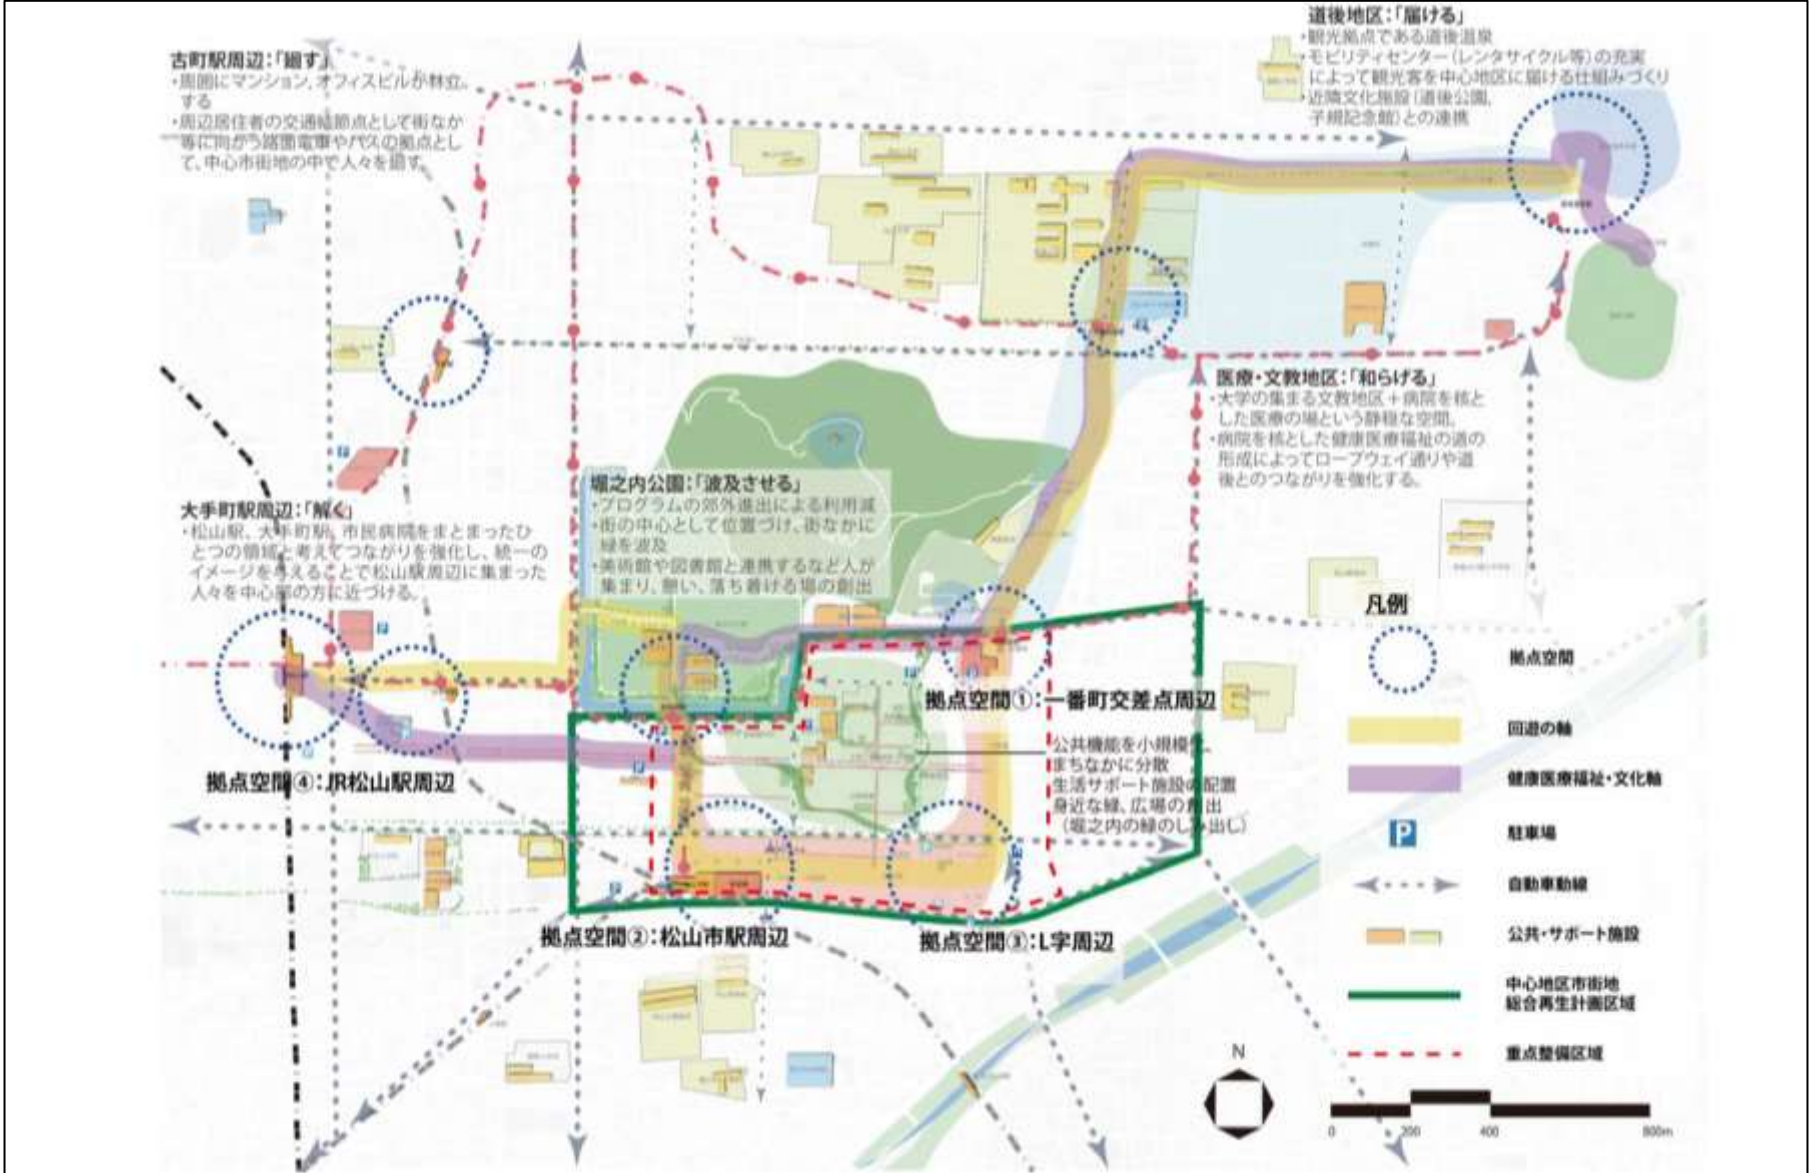 古町駅周辺：「廻す」
・周囲にマンション、オフィスビルが林立
する
・周辺居住者の交通結節点として街なか
等に向かう路面電車やバスの拠点とし
て、中心市街地の中で人々を廻す。
道後地区：「届ける」
・観光拠点である道後温泉
・モビリティセンター（レンタサイクル等）の充実
によって観光客を中心地区に届ける仕組みづくり
・近隣文化施設（道後公園、
子規記念館）との連携
医療・文教地区：「和らげる」
・大学の集まる文教地区＋病院を核と
した医療の場という静穏な空間。
・病院を核とした健康医療福祉の道の
形成によってロープウェイ通りや道
後とのつながりを強化する。
堀之内公園：「波及させる」
・プログラムの郊外進出による利用減
・街の中心として位置づけ、街なかに
緑を波及
・美術館や図書館と連携するなど人が
集まり、憩い、落ち着ける場の創出
大手町駅周辺：「解く」
・松山駅、大手町駅、市民病院をまとまったひ
とつの領域と考えてつながりを強化し、統一の
イメージを与えることで松山駅周辺に集まった
人々を中心部の方に近づける。
拠点空間①：一番町交差点周辺
公共機能を小規模化、
まちなかに分散
生活サポート施設の配置
身近な緑、広場の創出
（堀之内の緑のしみ出し）
拠点空間④：JR松山駅周辺
拠点空間②：松山市駅周辺
拠点空間③：L字周辺
凡例
拠点空間
回遊の軸
健康医療福祉・文化軸
P
駐車場
自動車動線
公共・サポート施設
中心地区市街地
総合再生計画区域
重点整備区域
N
0 200 400 800m